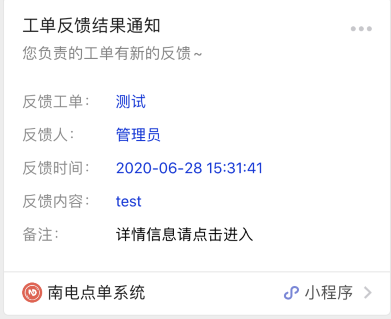 工单反馈结果通知
您负责的工单有新的反馈~
反馈工单： 测试
反馈人： 管理员
反馈时间： 2020-06-28 15:31:41
反馈内容： test
备注： 详情信息请点击进入
南电点单系统 小程序